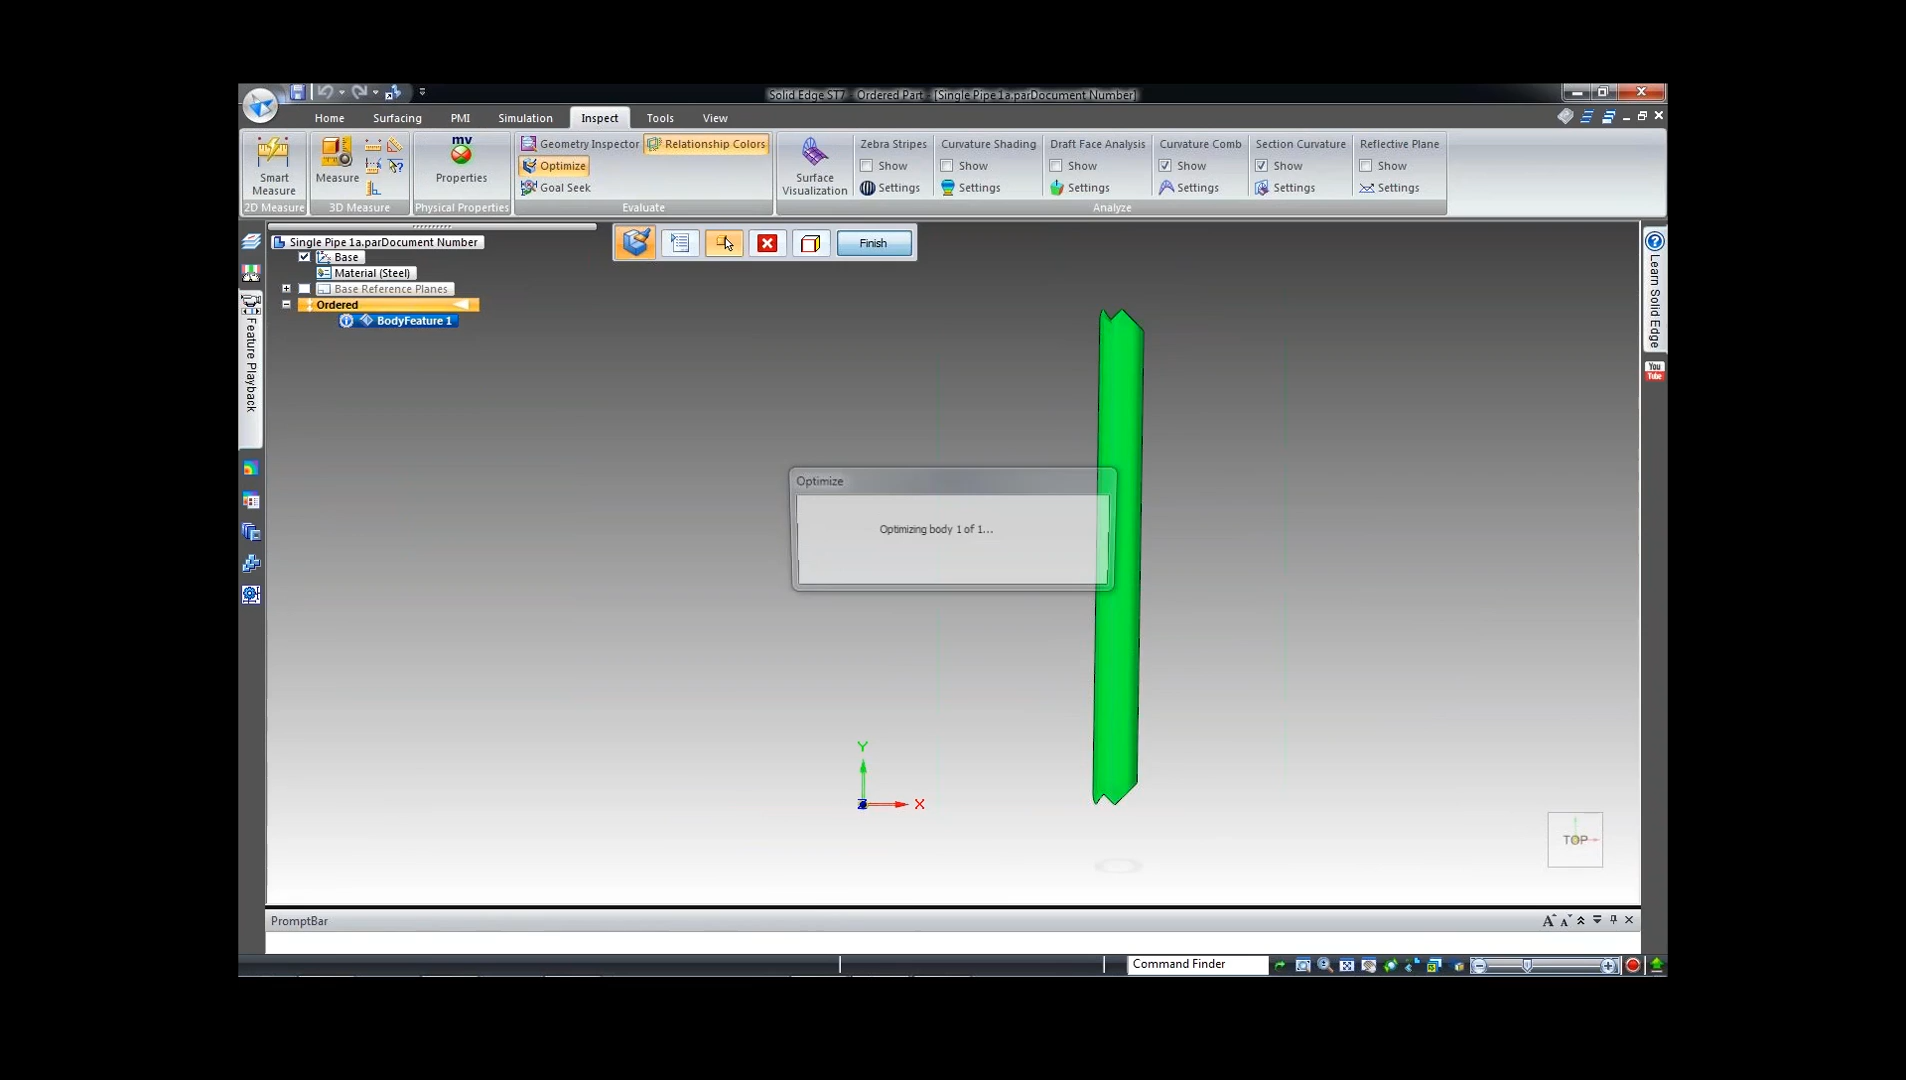 Solid Edge ST7 - Ordered Part - [Single Pipe 1a.parDocument Number]
Home Surfacing PMI Simulation Inspect Tools View
Smart Measure
2D Measure
Measure
3D Measure
mv
Properties
Physical Properties
Geometry Inspector
Relationship Colors
Optimize
Goal Seek
Evaluate
Surface Visualization
Zebra Stripes
Show
Settings
Curvature Shading
Show
Settings
Draft Face Analysis
Show
Settings
Curvature Comb
Show
Settings
Section Curvature
Show
Settings
Reflective Plane
Show
Settings
Analyze
Finish
Single Pipe 1a.parDocument Number
Base
Material (Steel)
Base Reference Planes
Ordered
BodyFeature 1
Feature Playback
Learn Solid Edge
You
Tube
Optimize
Optimizing body 1 of 1...
Y
X
TOP
PromptBar
Command Finder